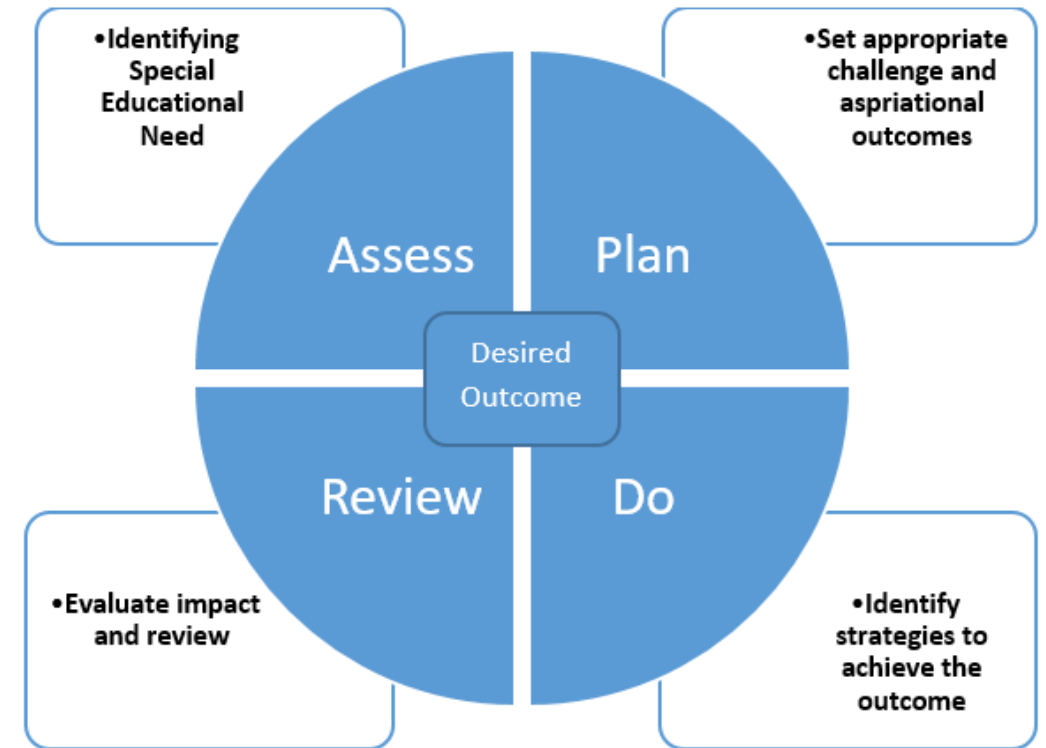 •Identifying
Special
Educational
Need
•Set appropriate
challenge and
aspriational
outcomes
Assess
Plan
Desired
Outcome
Review
Do
•Evaluate impact
and review
•Identify
strategies to
achieve the
outcome